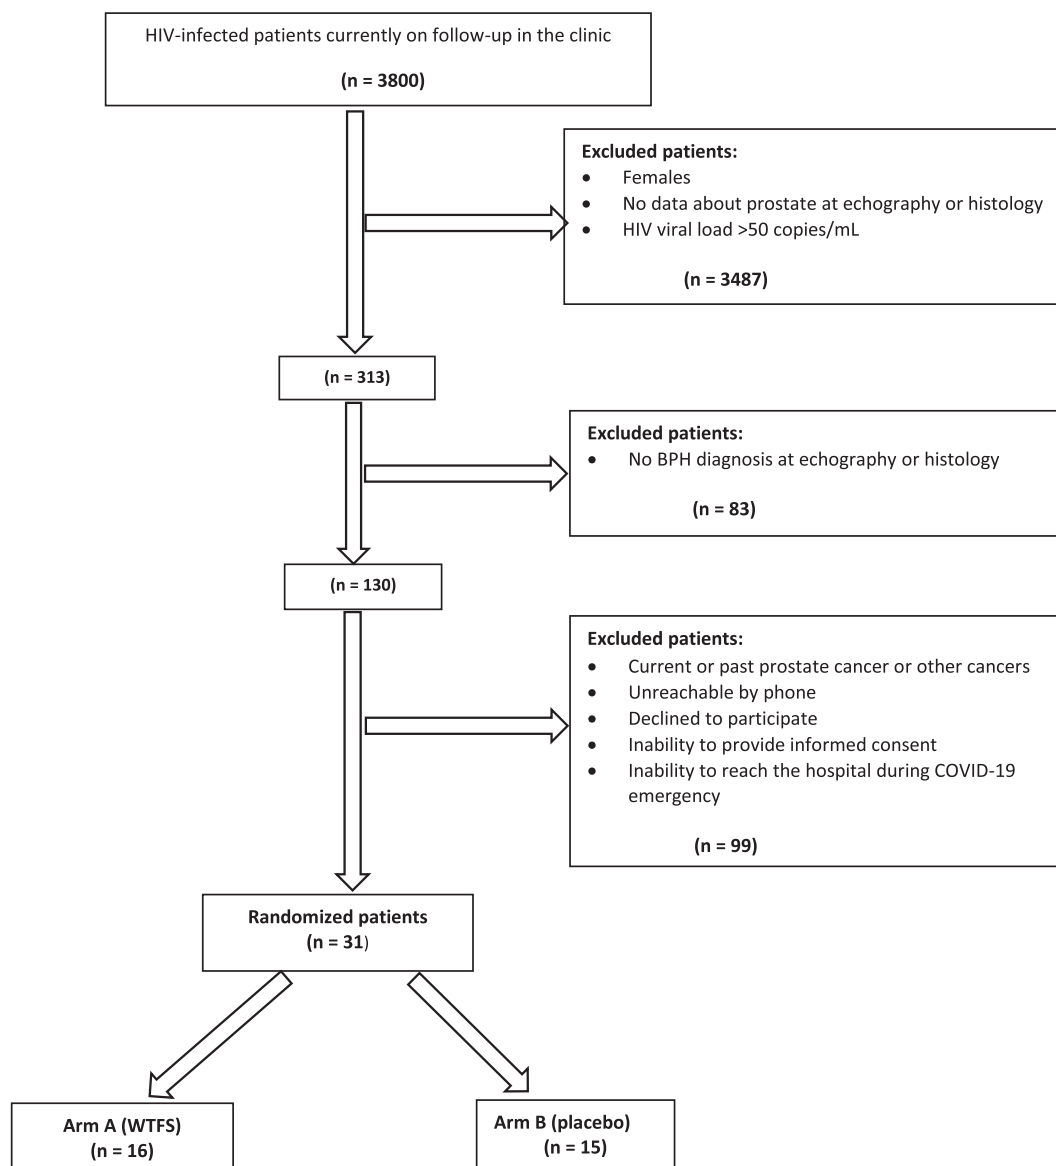 HIV-infected patients currently on follow-up in the clinic
(n = 3800)
Excluded patients:
• Females
• No data about prostate at echography or histology
• HIV viral load >50 copies/mL
(n = 3487)
(n = 313)
Excluded patients:
• No BPH diagnosis at echography or histology
(n = 83)
(n = 130)
Excluded patients:
• Current or past prostate cancer or other cancers
• Unreachable by phone
• Declined to participate
• Inability to provide informed consent
• Inability to reach the hospital during COVID-19
emergency
(n = 99)
Randomized patients
(n = 31)
Arm A (WTFS)
(n = 16)
Arm B (placebo)
(n = 15)